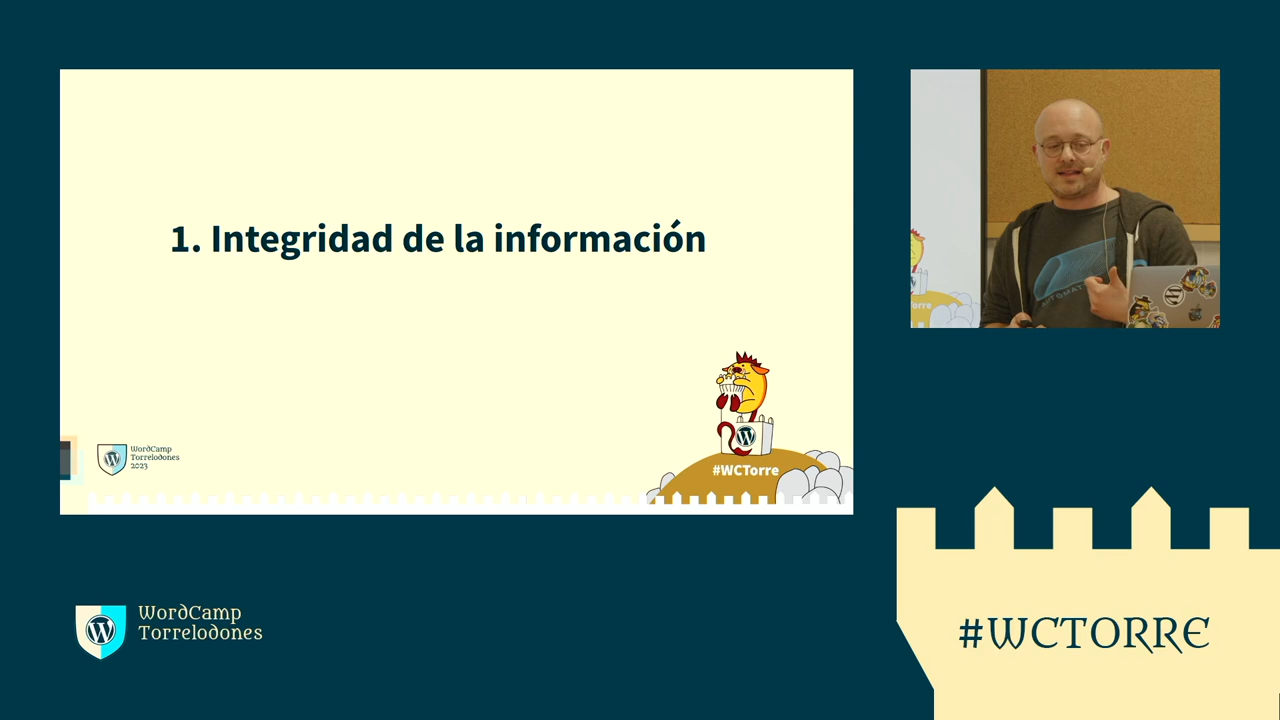 1. Integridad de la información
WordCamp
Torrelodones
2023
#WCTorre
WordCamp
Torrelodones
#WCTORRE